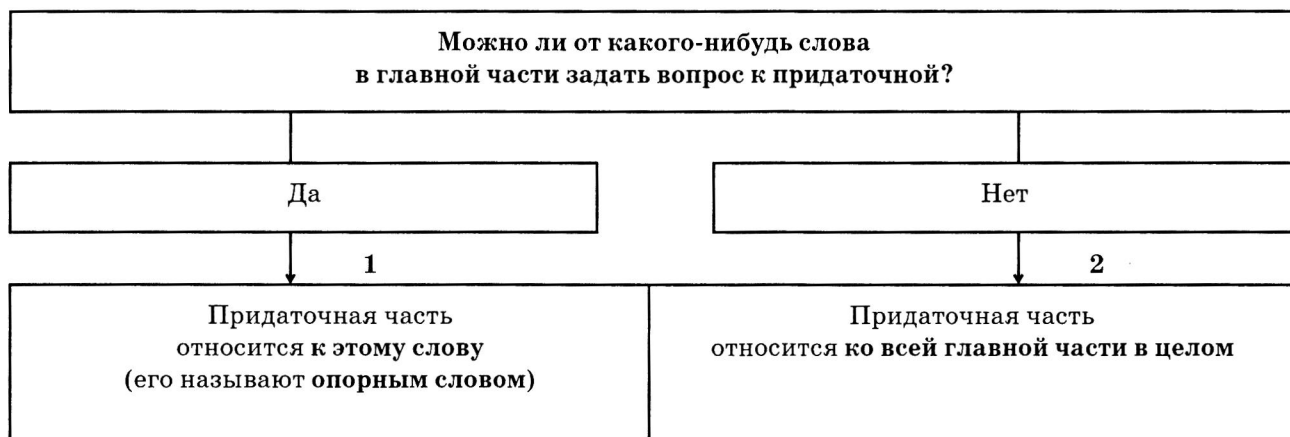 Можно ли от какого-нибудь слова
в главной части задать вопрос к придаточной?
Да
Нет
1
2
Придаточная часть
относится к этому слову
(его называют опорным словом)
Придаточная часть
относится ко всей главной части в целом